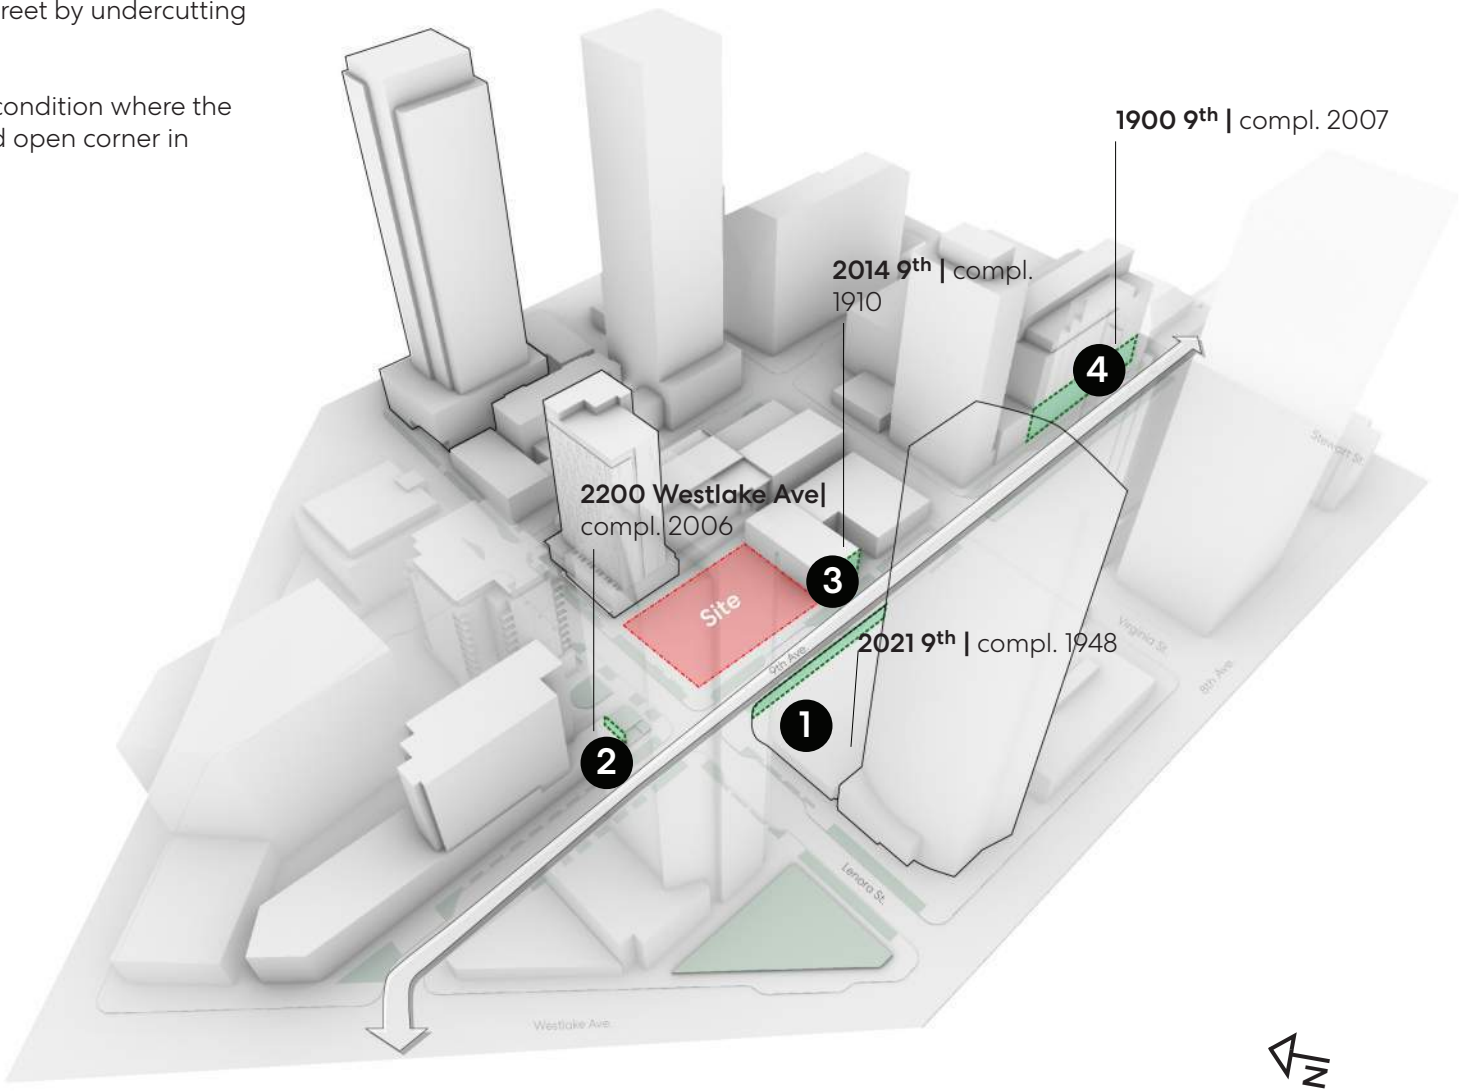 reet by undercutting
condition where the
d open corner in
1900 9th | compl. 2007
2014 9th | compl.
1910
4
Stewart St.
2200 Westlake Ave|
compl. 2006
3
Site
2021 9th | compl. 1948
9th Ave.
Virginia St.
8th Ave.
1
2
Lenora St.
Westlake Ave.
N